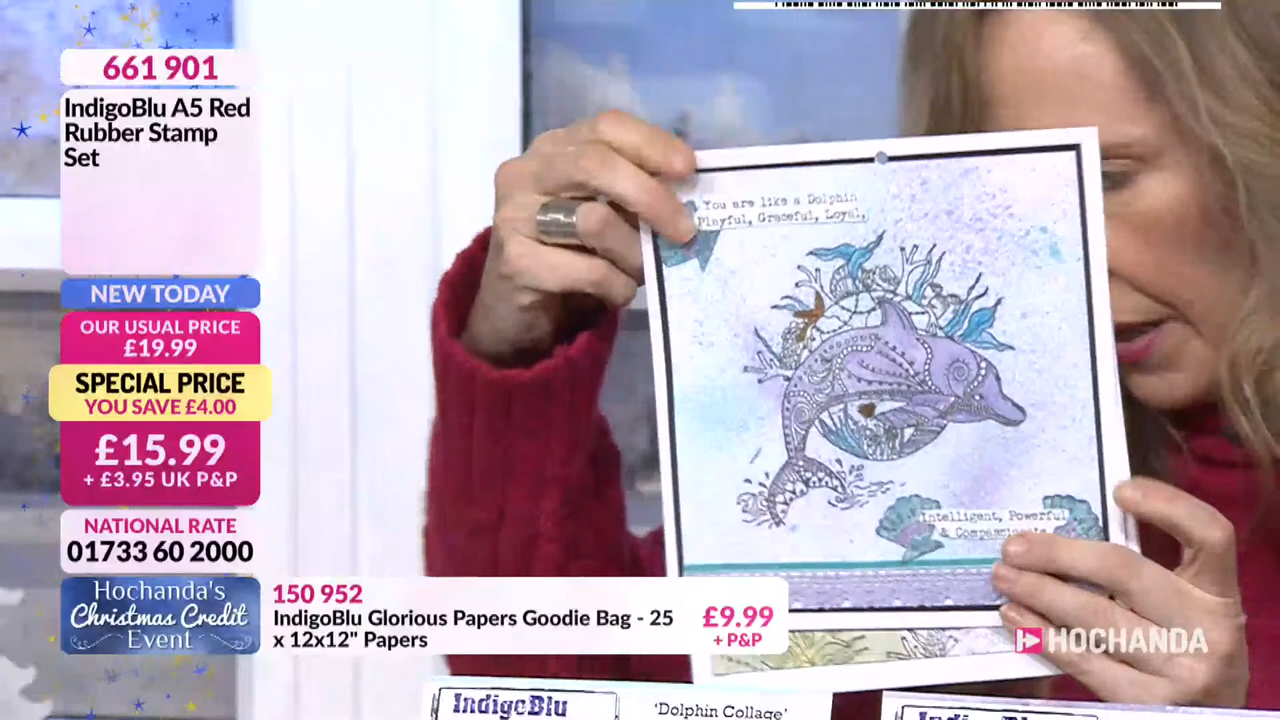 661 901
IndigoBlu A5 Red
Rubber Stamp
Set
NEW TODAY
OUR USUAL PRICE
£19.99
SPECIAL PRICE
YOU SAVE £4.00
£15.99
+ £3.95 UK P&P
NATIONAL RATE
01733 60 2000
Hochanda's
Christmas Credit
Event
150 952
IndigoBlu Glorious Papers Goodie Bag - 25
x 12x12" Papers
£9.99
+ P&P
You are like a Dolphin
Playful, Graceful, Loyal,
Intelligent, Powerful
& Compassionate
HOCHANDA
IndigoBlu
'Dolphin Collage'
IndigoBlu